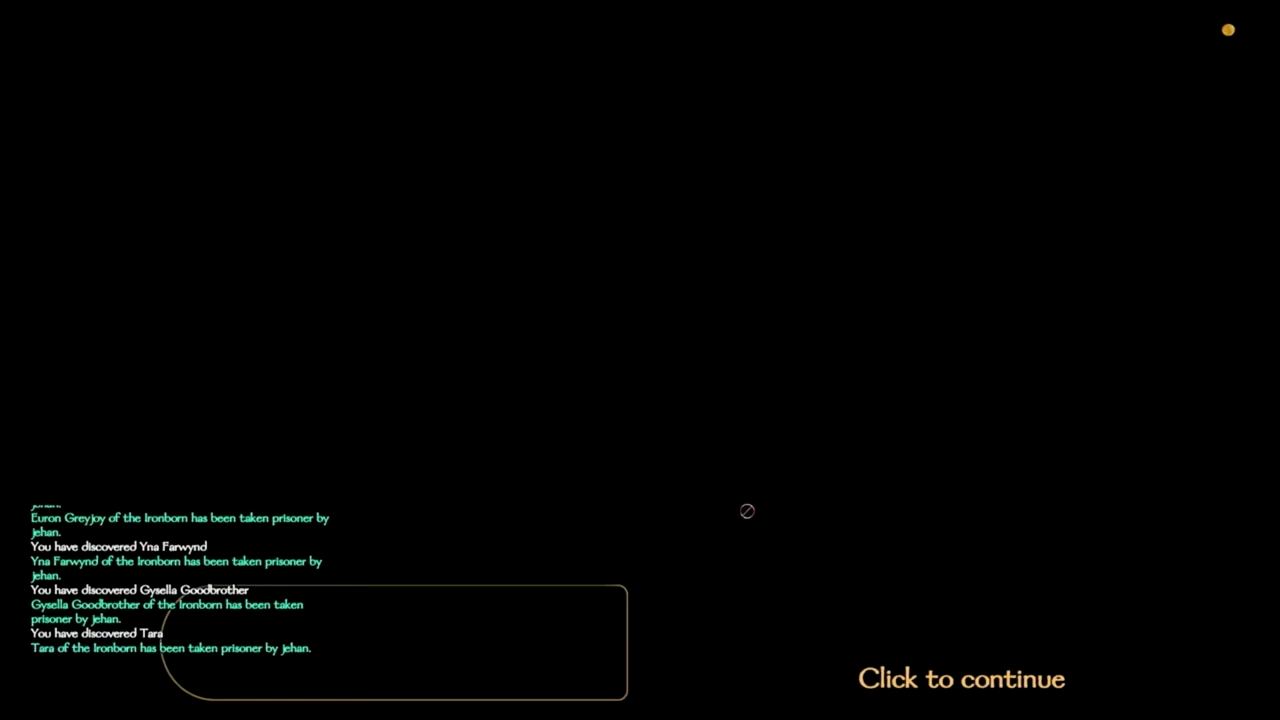 jehan.
Euron Greyjoy of the Ironborn has been taken prisoner by
jehan.
You have discovered Yna Farwynd
Yna Farwynd of the Ironborn has been taken prisoner by
jehan.
You have discovered Gysella Goodbrother
Gysella Goodbrother of the Ironborn has been taken
prisoner by jehan.
You have discovered Tara
Tara of the Ironborn has been taken prisoner by jehan.
Click to continue